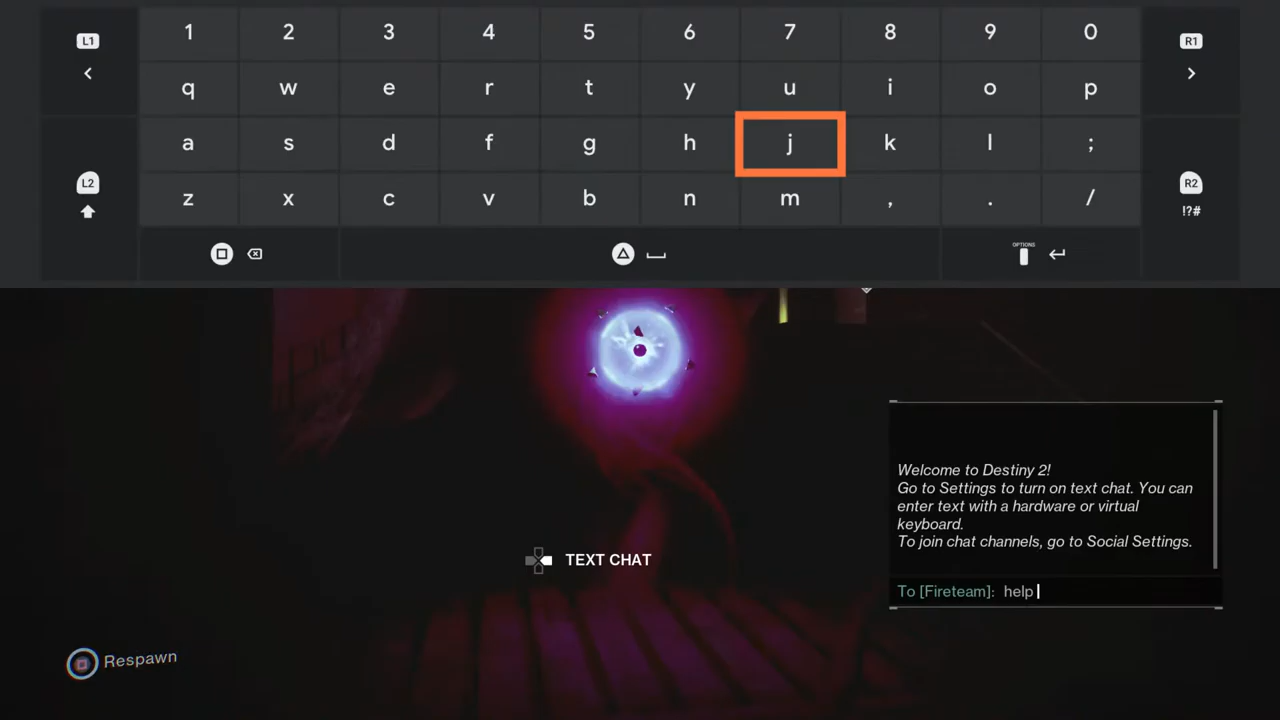 L1
1 2 3 4 5 6 7 8 9 0
R1
q w e r t y u i o p
a s d f g h j k l ;
L2
z x c v b n m , . /
R2
!?#
OPTIONS
Welcome to Destiny 2!
Go to Settings to turn on text chat. You can
enter text with a hardware or virtual
keyboard.
To join chat channels, go to Social Settings.
TEXT CHAT
To [Fireteam]: help
Respawn